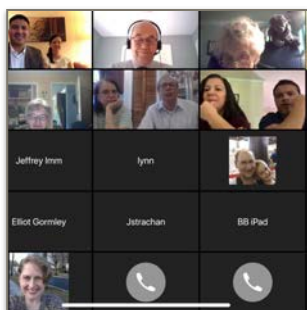 Jeffrey Imm
lynn
Elliot Gormley
Jstrachan
BB iPad